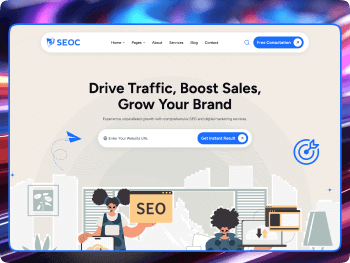 SEOC
Home Pages About Services Blog Contact
Free Consultation
Drive Traffic, Boost Sales,
Grow Your Brand
Experience unparalleled growth with comprehensive SEO and digital marketing services.
Enter Your Website URL
Get Instant Result
SEO